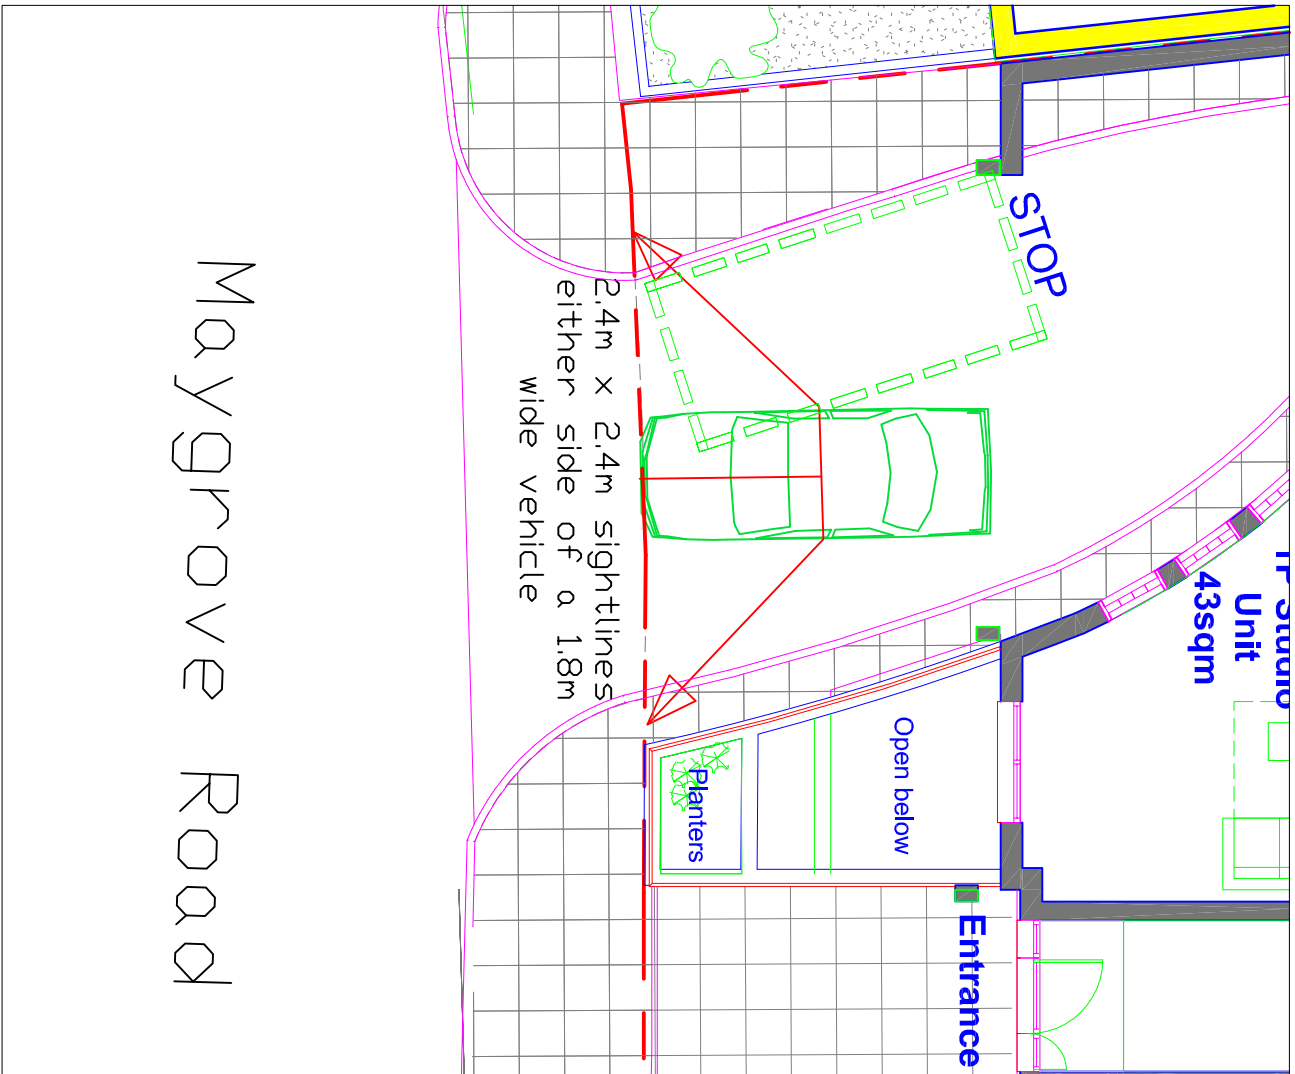 STOP
2.4m x 2.4m sightlines
either side of a 1.8m
wide vehicle
Maygrove Road
Unit
43sqm
Open below
Planters
Entrance